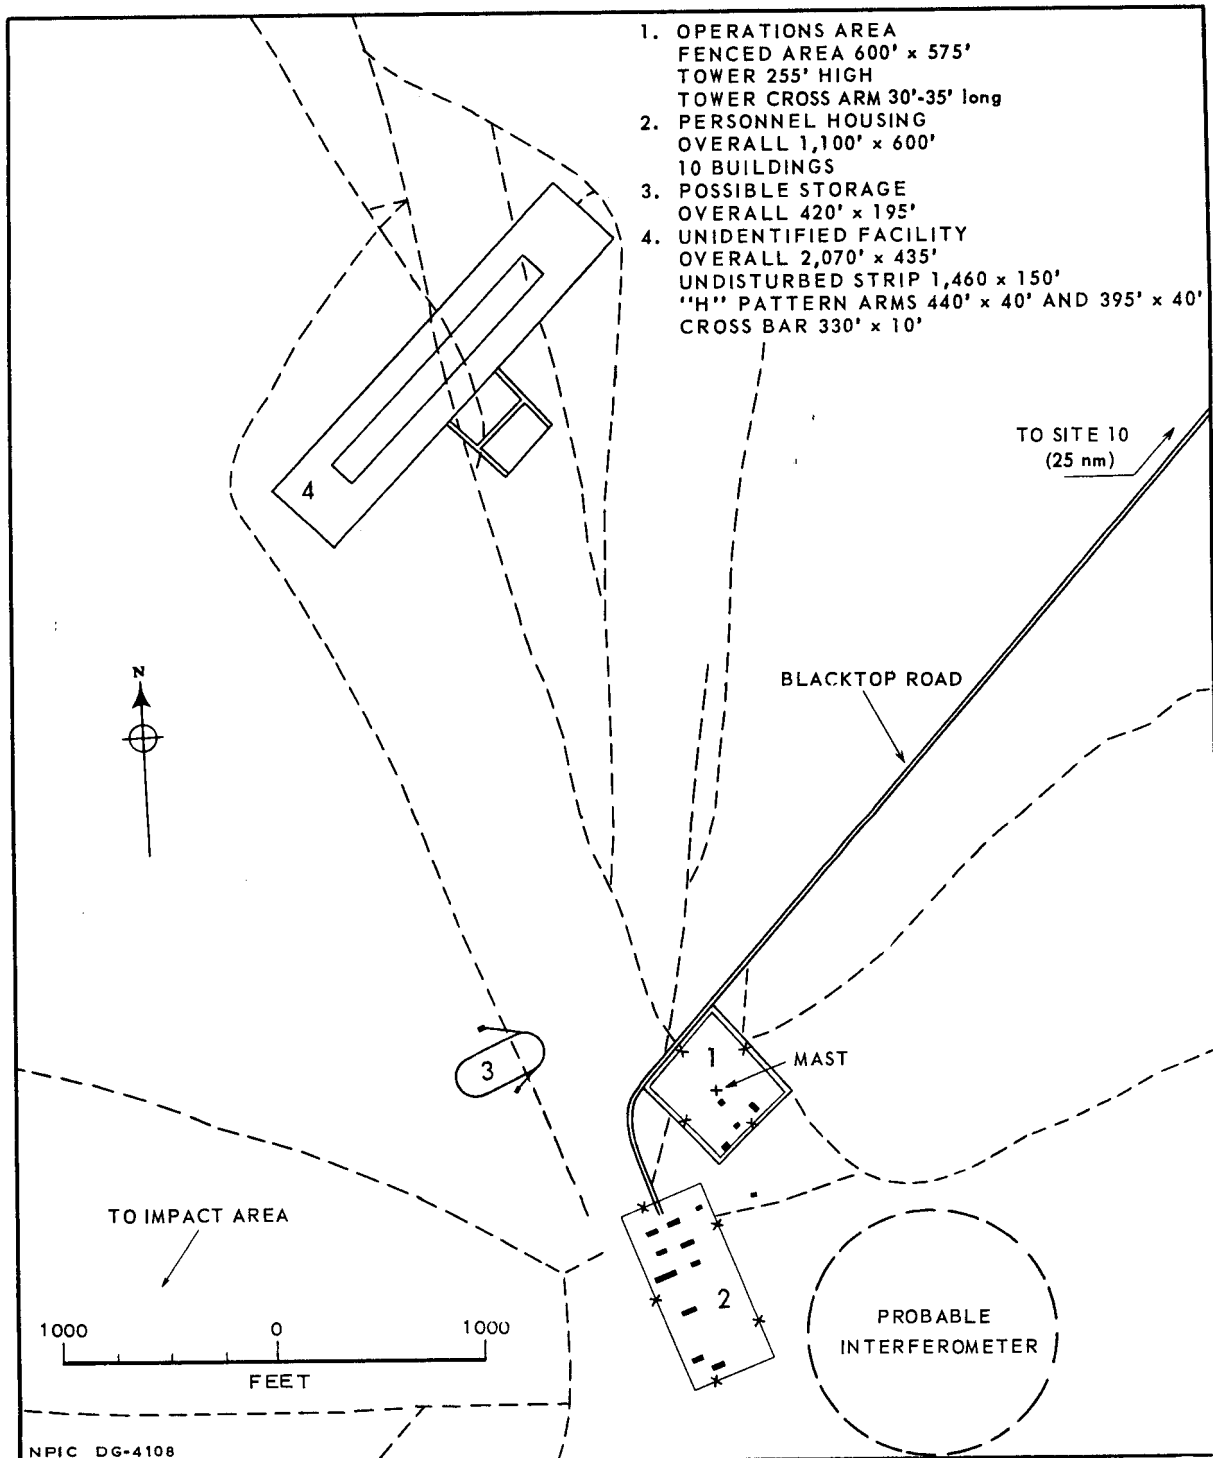 1. OPERATIONS AREA
FENCED AREA 600' x 575'
TOWER 255' HIGH
TOWER CROSS ARM 30'-35' long
2. PERSONNEL HOUSING
OVERALL 1,100' x 600'
10 BUILDINGS
3. POSSIBLE STORAGE
OVERALL 420' x 195'
4. UNIDENTIFIED FACILITY
OVERALL 2,070' x 435'
UNDISTURBED STRIP 1,460 x 150'
"H" PATTERN ARMS 440' x 40' AND 395' x 40'
CROSS BAR 330' x 10'
TO SITE 10
(25 nm)
4
N
BLACKTOP ROAD
1
MAST
3
TO IMPACT AREA
2
PROBABLE
INTERFEROMETER
1000 0 1000
FEET
NPIC DG-4108